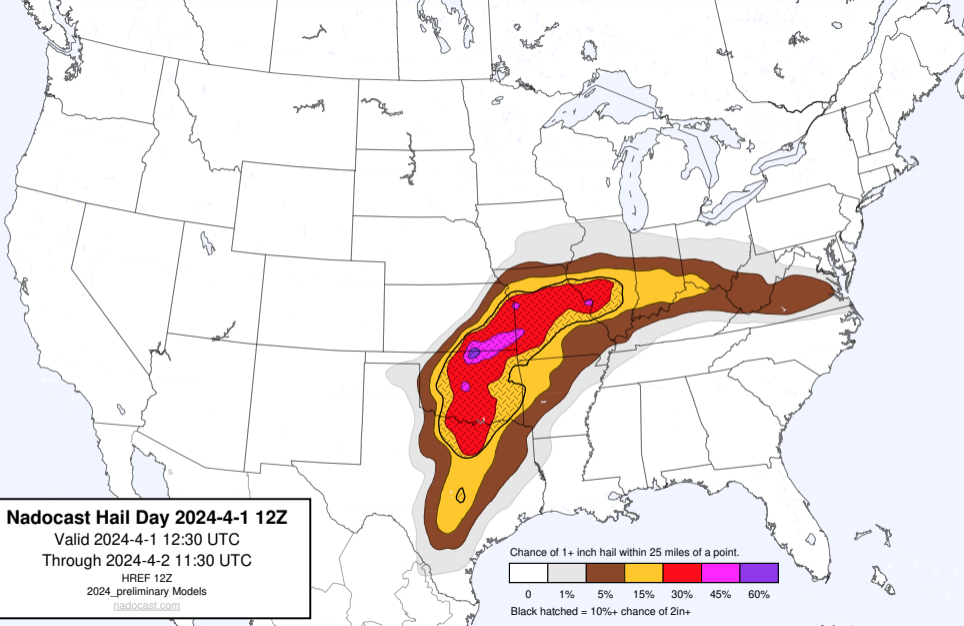 Nadocast Hail Day 2024-4-1 12Z
Valid 2024-4-1 12:30 UTC
Through 2024-4-2 11:30 UTC
HREF 12Z
2024_preliminary Models
nadocast.com
Chance of 1+ inch hail within 25 miles of a point.
0 1% 5% 15% 30% 45% 60%
Black hatched = 10%+ chance of 2in+